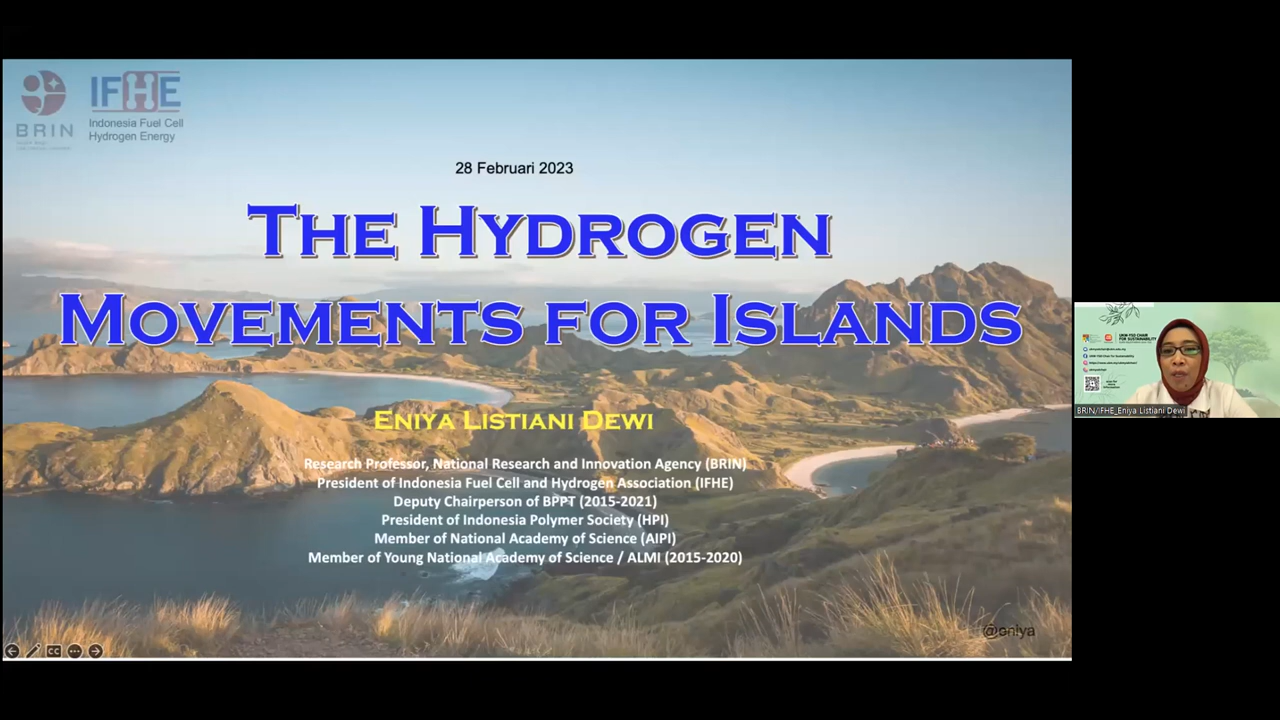 BRIN
IFHE
Indonesia Fuel Cell
Hydrogen Energy
28 Februari 2023
THE HYDROGEN
MOVEMENTS FOR ISLANDS
ENIYA LISTIANI DEWI
Research Professor, National Research and Innovation Agency (BRIN)
President of Indonesia Fuel Cell and Hydrogen Association (IFHE)
Deputy Chairperson of BPPT (2015-2021)
President of Indonesia Polymer Society (HPI)
Member of National Academy of Science (AIPI)
Member of Young National Academy of Science / ALMI (2015-2020)
@eniya
CC
FOR SUSTAINABILITY
BRIN/IFHE_Eniya Listiani Dewi